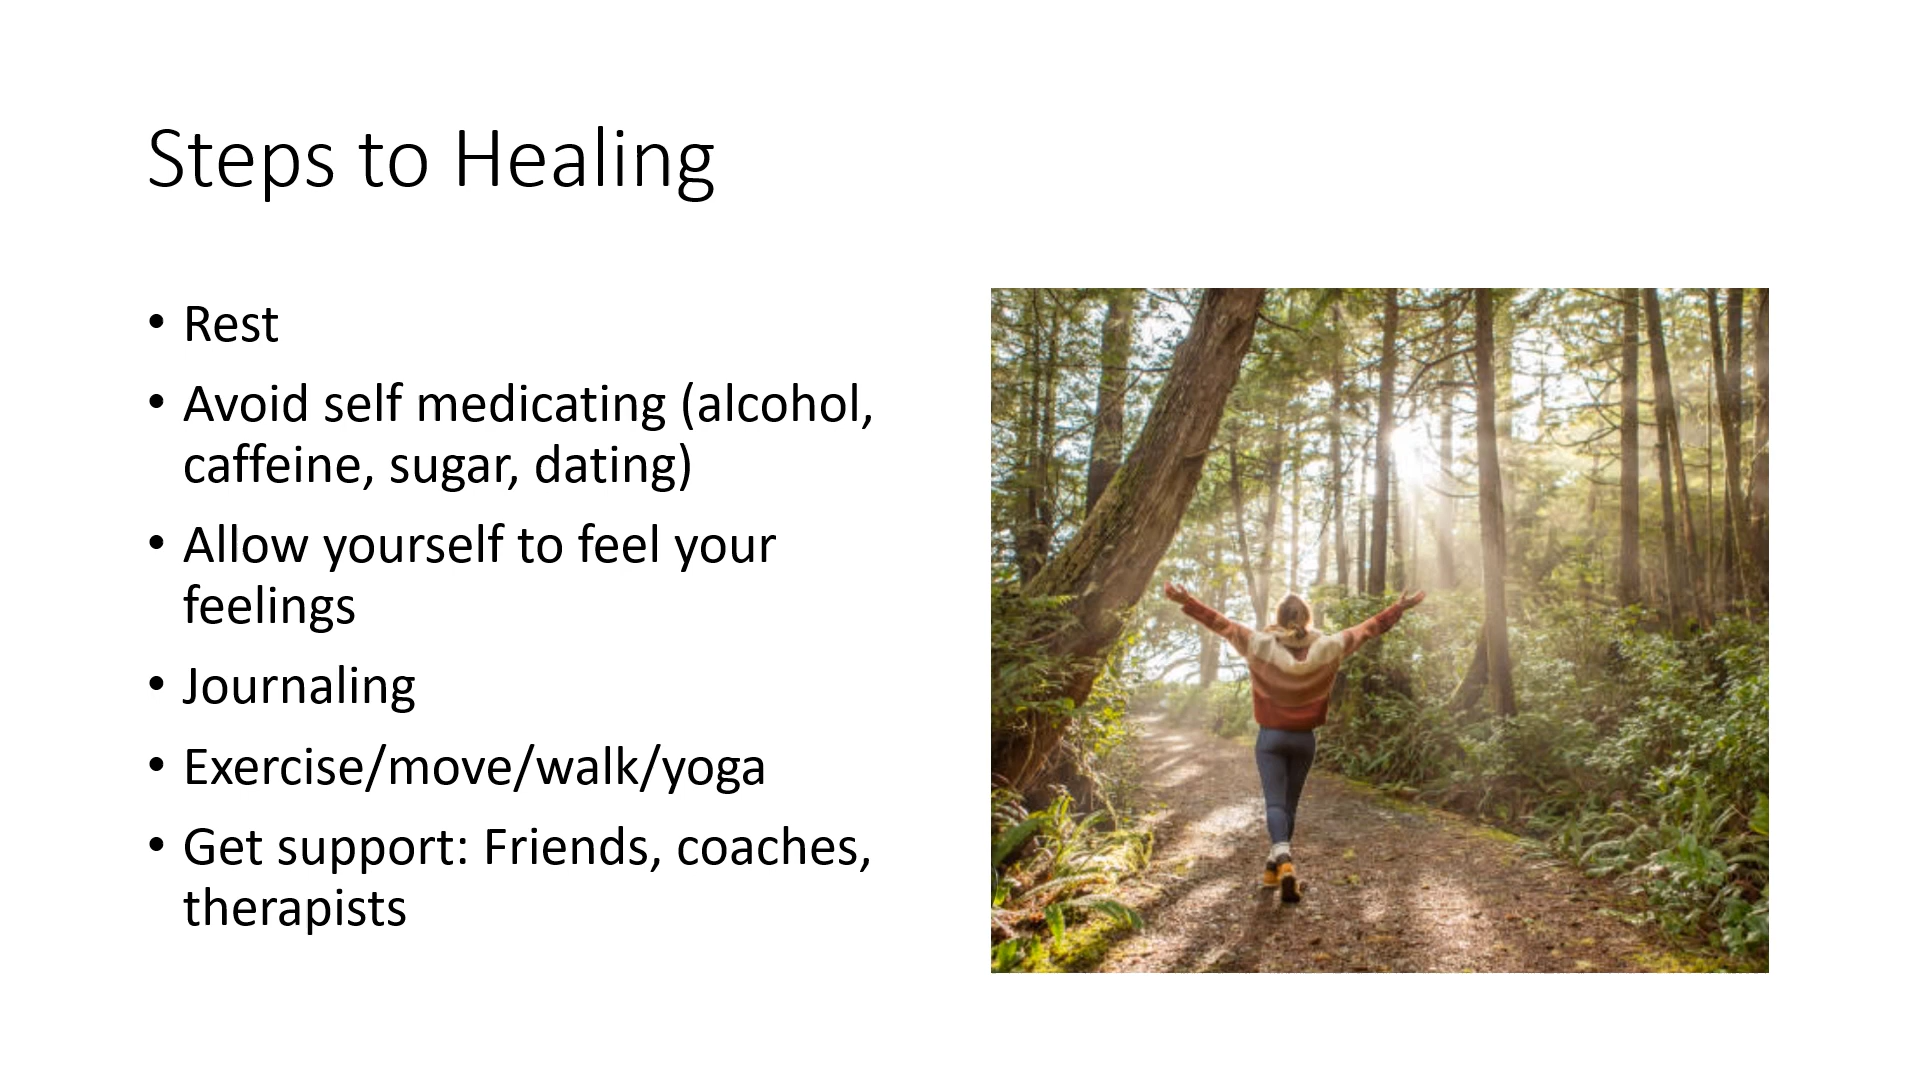 Steps to Healing
• Rest
• Avoid self medicating (alcohol,
caffeine, sugar, dating)
• Allow yourself to feel your
feelings
• Journaling
• Exercise/move/walk/yoga
• Get support: Friends, coaches,
therapists